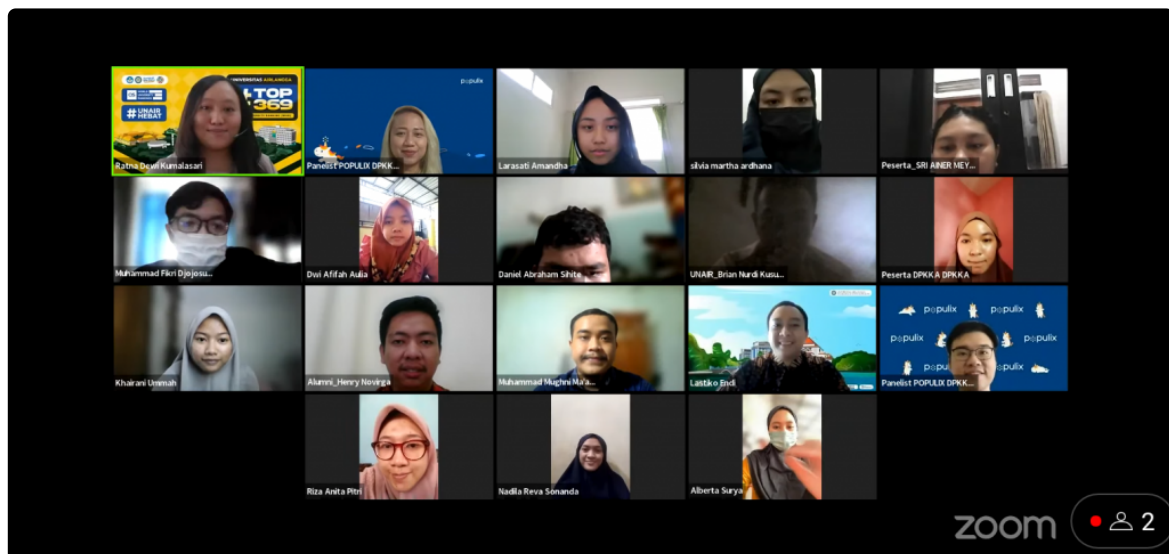 UNIVERSITAS AIRLANGGA
TOP
369
#UNAIR
HEBAT
Ratna Dewi Kumalasari
populix
Panelist POPULIX DPKK...
Larasati Amandha
silvia martha ardhana
Peserta_SRI AINER MEY...
Muhammad Fikri Djojosu...
Dwi Afifah Aulia
Daniel Abraham Sihite
UNAIR_Brian Nurdi Kusu...
Peserta DPKKA DPKKA
Khairani Ummah
Alumni_Henry Novirga
Muhammad Mughni Ma'a...
Lastiko Endi
populix populix
populix populix
populix
Panelist POPULIX DPKK...
Riza Anita Pitri
Nadila Reva Sonanda
Alberta Surya
zoom
2